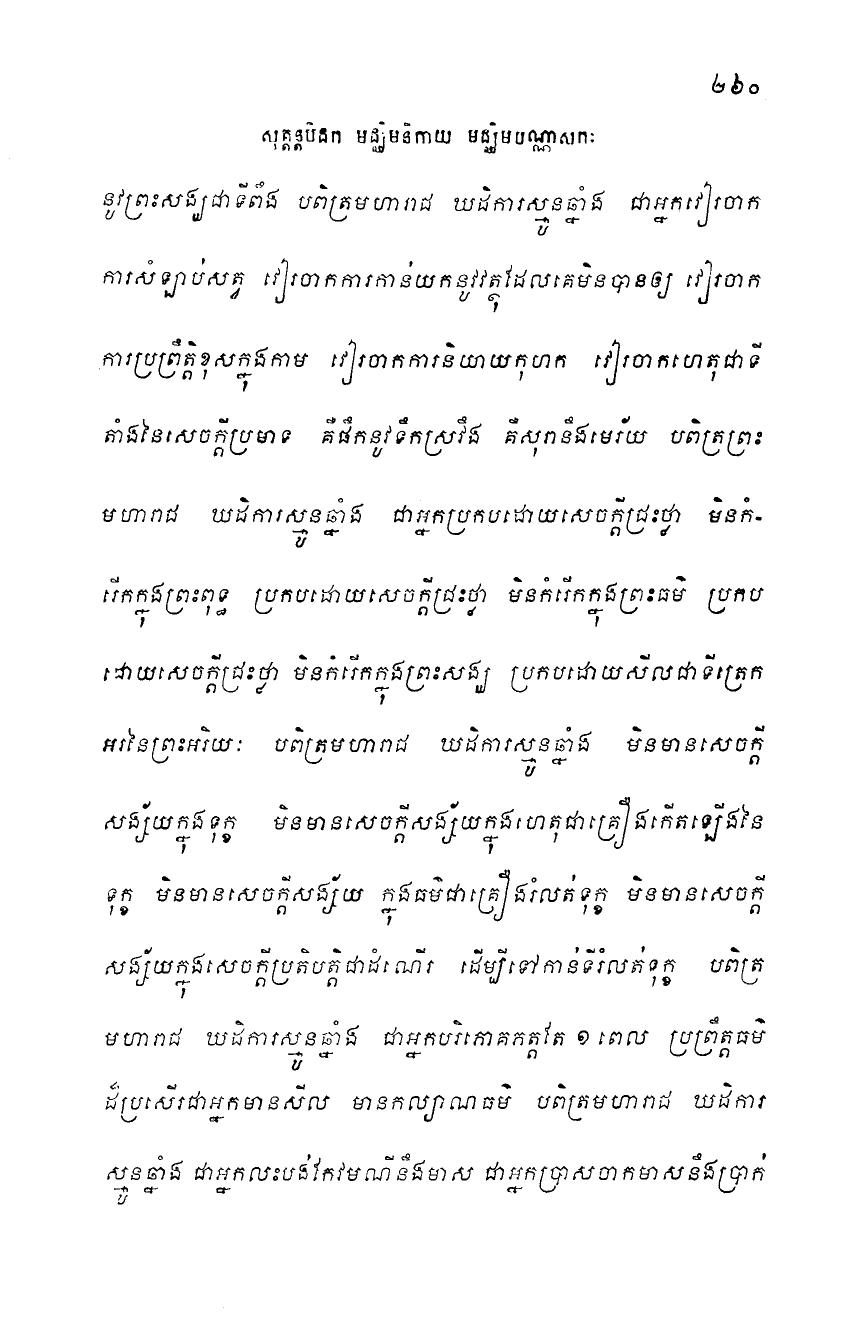 ២៦០
សុត្តន្តបិដក មជ្ឈិមនិកាយ មជ្ឈិមបណ្ណាសកៈ
នូវព្រះសង្ឃជាទីពឹង បពិត្រមហារាជ ឃដិការស្មូនឆ្នាំង ជាអ្នកវៀរចាក
ការសំឡាប់សត្វ វៀរចាកការកាន់យកនូវវត្ថុដែលគេមិនបានឲ្យ វៀរចាក
ការប្រព្រឹត្តិខុសក្នុងកាម វៀរចាកការនិយាយកុហក វៀរចាកហេតុជាទី
តាំងនៃសេចក្តីប្រមាទ គឺផឹកនូវទឹកស្រវឹង គឺសុរានឹងមេរ័យ បពិត្រព្រះ
មហារាជ ឃដិការស្មូនឆ្នាំង ជាអ្នកប្រកបដោយសេចក្តីជ្រះថ្លា មិនកំ-
រើកក្នុងព្រះពុទ្ធ ប្រកបដោយសេចក្តីជ្រះថ្លា មិនកំរើកក្នុងព្រះធម៌ ប្រកប
ដោយសេចក្តីជ្រះថ្លា មិនកំរើកក្នុងព្រះសង្ឃ ប្រកបដោយសីលជាទីត្រេក
អរនៃព្រះអរិយៈ បពិត្រមហារាជ ឃដិការស្មូនឆ្នាំង មិនមានសេចក្តី
សង្ស័យក្នុងទុក្ខ មិនមានសេចក្តីសង្ស័យក្នុងហេតុជាគ្រឿងកើតឡើងនៃ
ទុក្ខ មិនមានសេចក្តីសង្ស័យ ក្នុងធម៌ជាគ្រឿងរំលត់ទុក្ខ មិនមានសេចក្តី
សង្ស័យក្នុងសេចក្តីប្រតិបត្តិជាដំណើរ ដើម្បីទៅកាន់ទីរំលត់ទុក្ខ បពិត្រ
មហារាជ ឃដិការស្មូនឆ្នាំង ជាអ្នកបរិភោគភត្តតែ ១ ពេល ប្រព្រឹត្តធម៌
ដ៏ប្រសើរជាអ្នកមានសីល មានកល្យាណធម៌ បពិត្រមហារាជ ឃដិការ
ស្មូនឆ្នាំង ជាអ្នកលះបង់កែវមណីនឹងមាស ជាអ្នកប្រាសចាកមាសនឹងប្រាក់